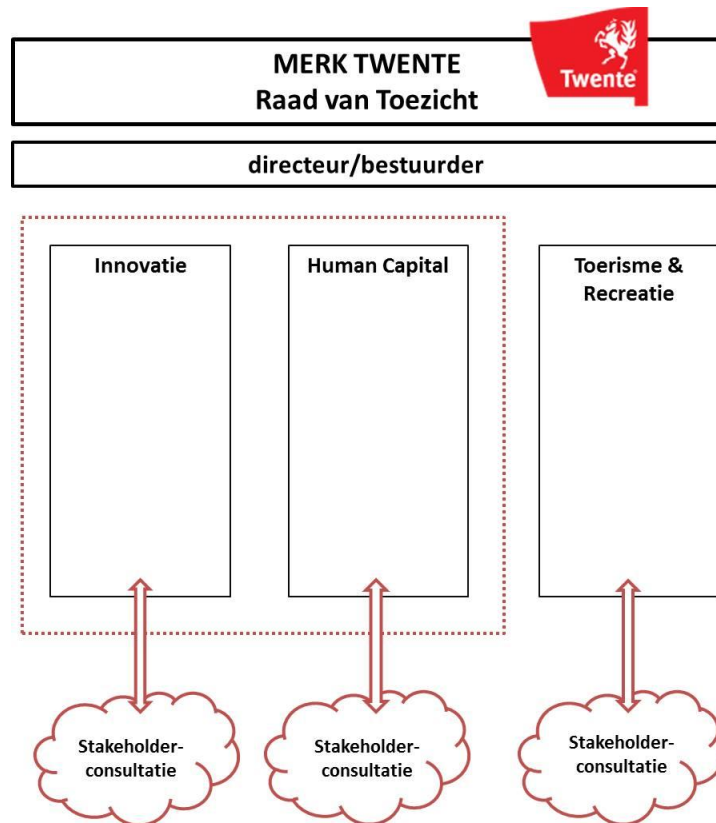 MERK TWENTE
Raad van Toezicht
Twente
directeur/bestuurder
Innovatie
Human Capital
Toerisme &
Recreatie
Stakeholder-
consultatie
Stakeholder-
consultatie
Stakeholder-
consultatie